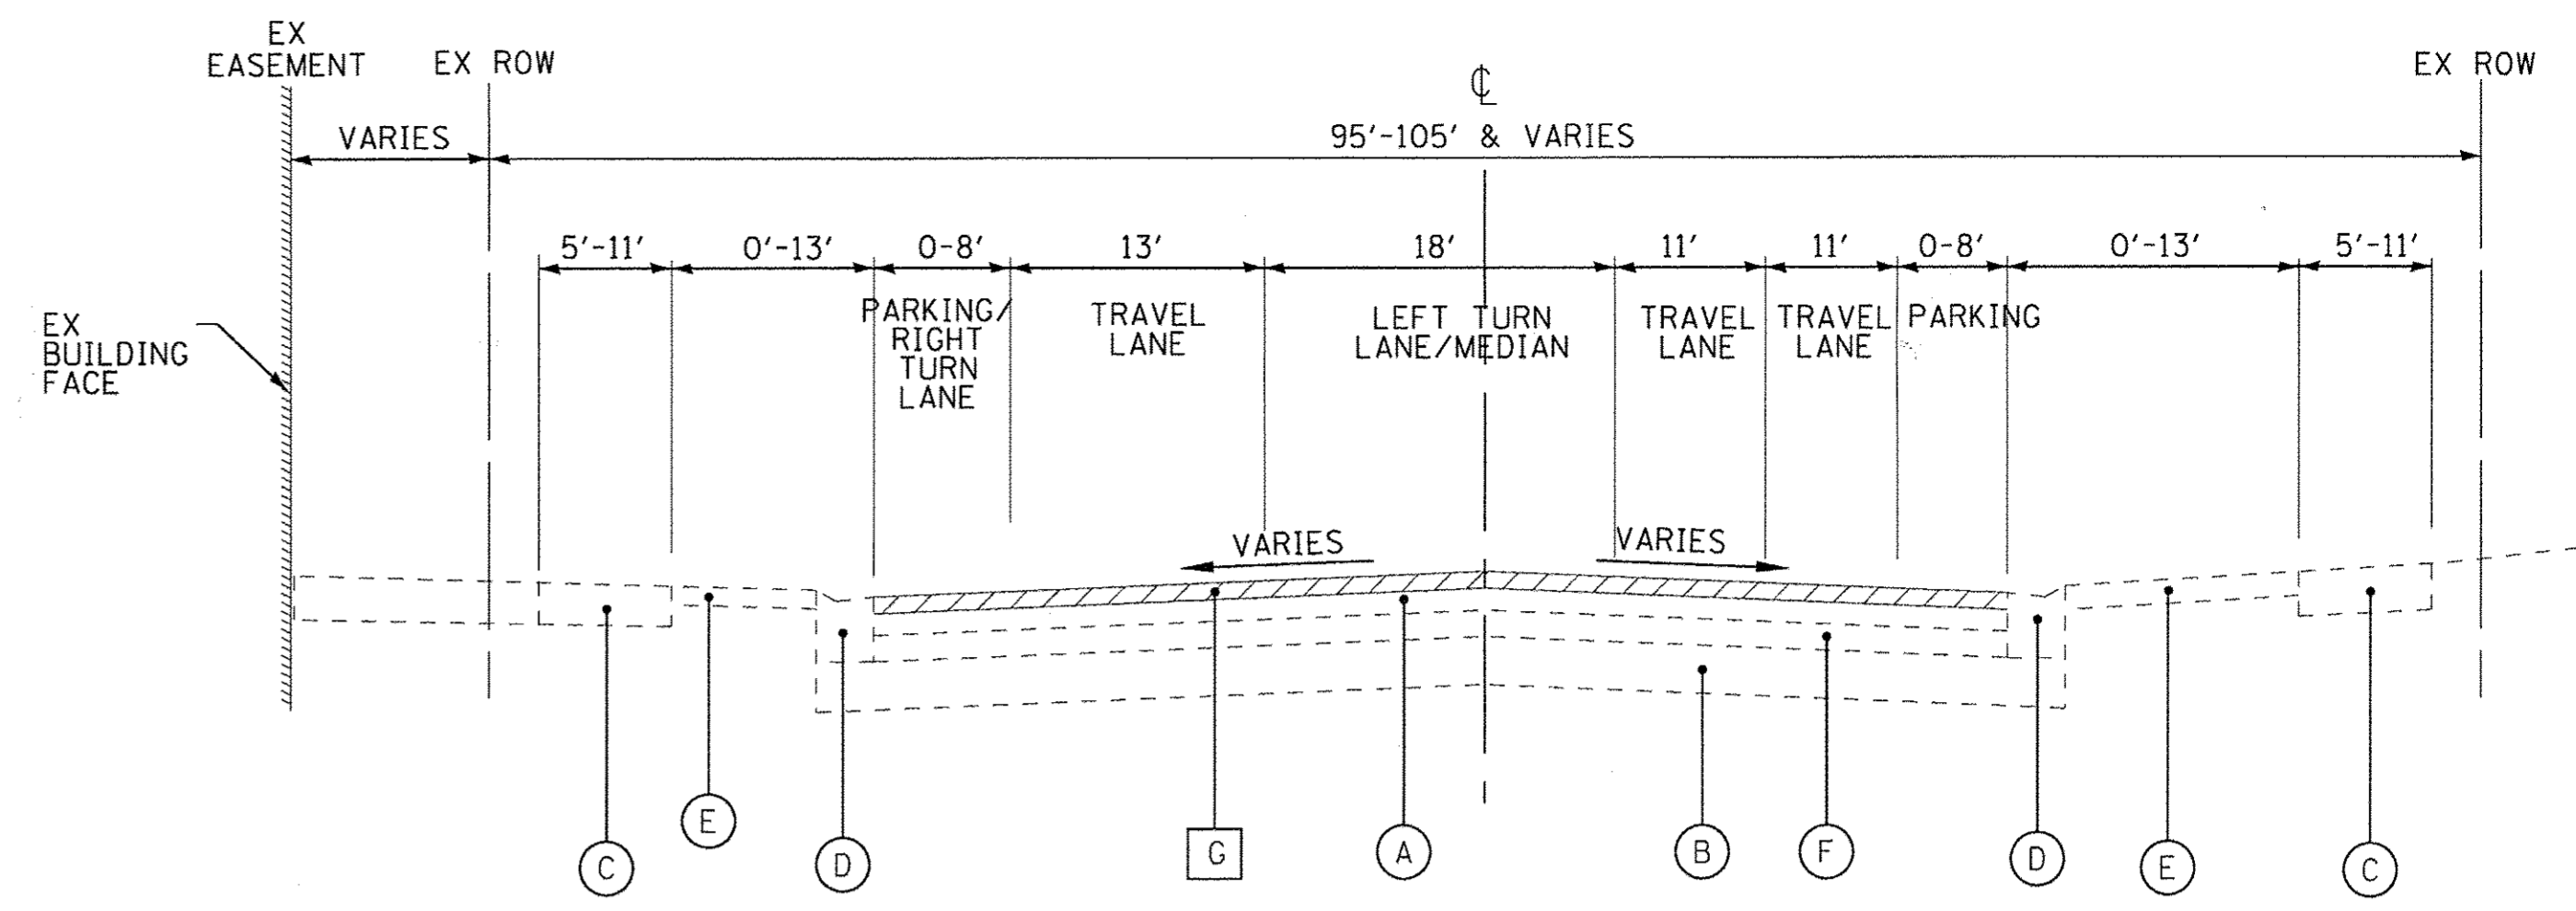 EX
EASEMENT
EX ROW
℄
EX ROW
VARIES
95'-105' & VARIES
5'-11'
0'-13'
0-8'
13'
18'
11'
11'
0-8'
0'-13'
5'-11'
EX
BUILDING
FACE
PARKING/
RIGHT
TURN
LANE
TRAVEL
LANE
LEFT TURN
LANE/MEDIAN
TRAVEL
LANE
TRAVEL
LANE
PARKING
VARIES
VARIES
C
E
D
G
A
B
F
D
E
C